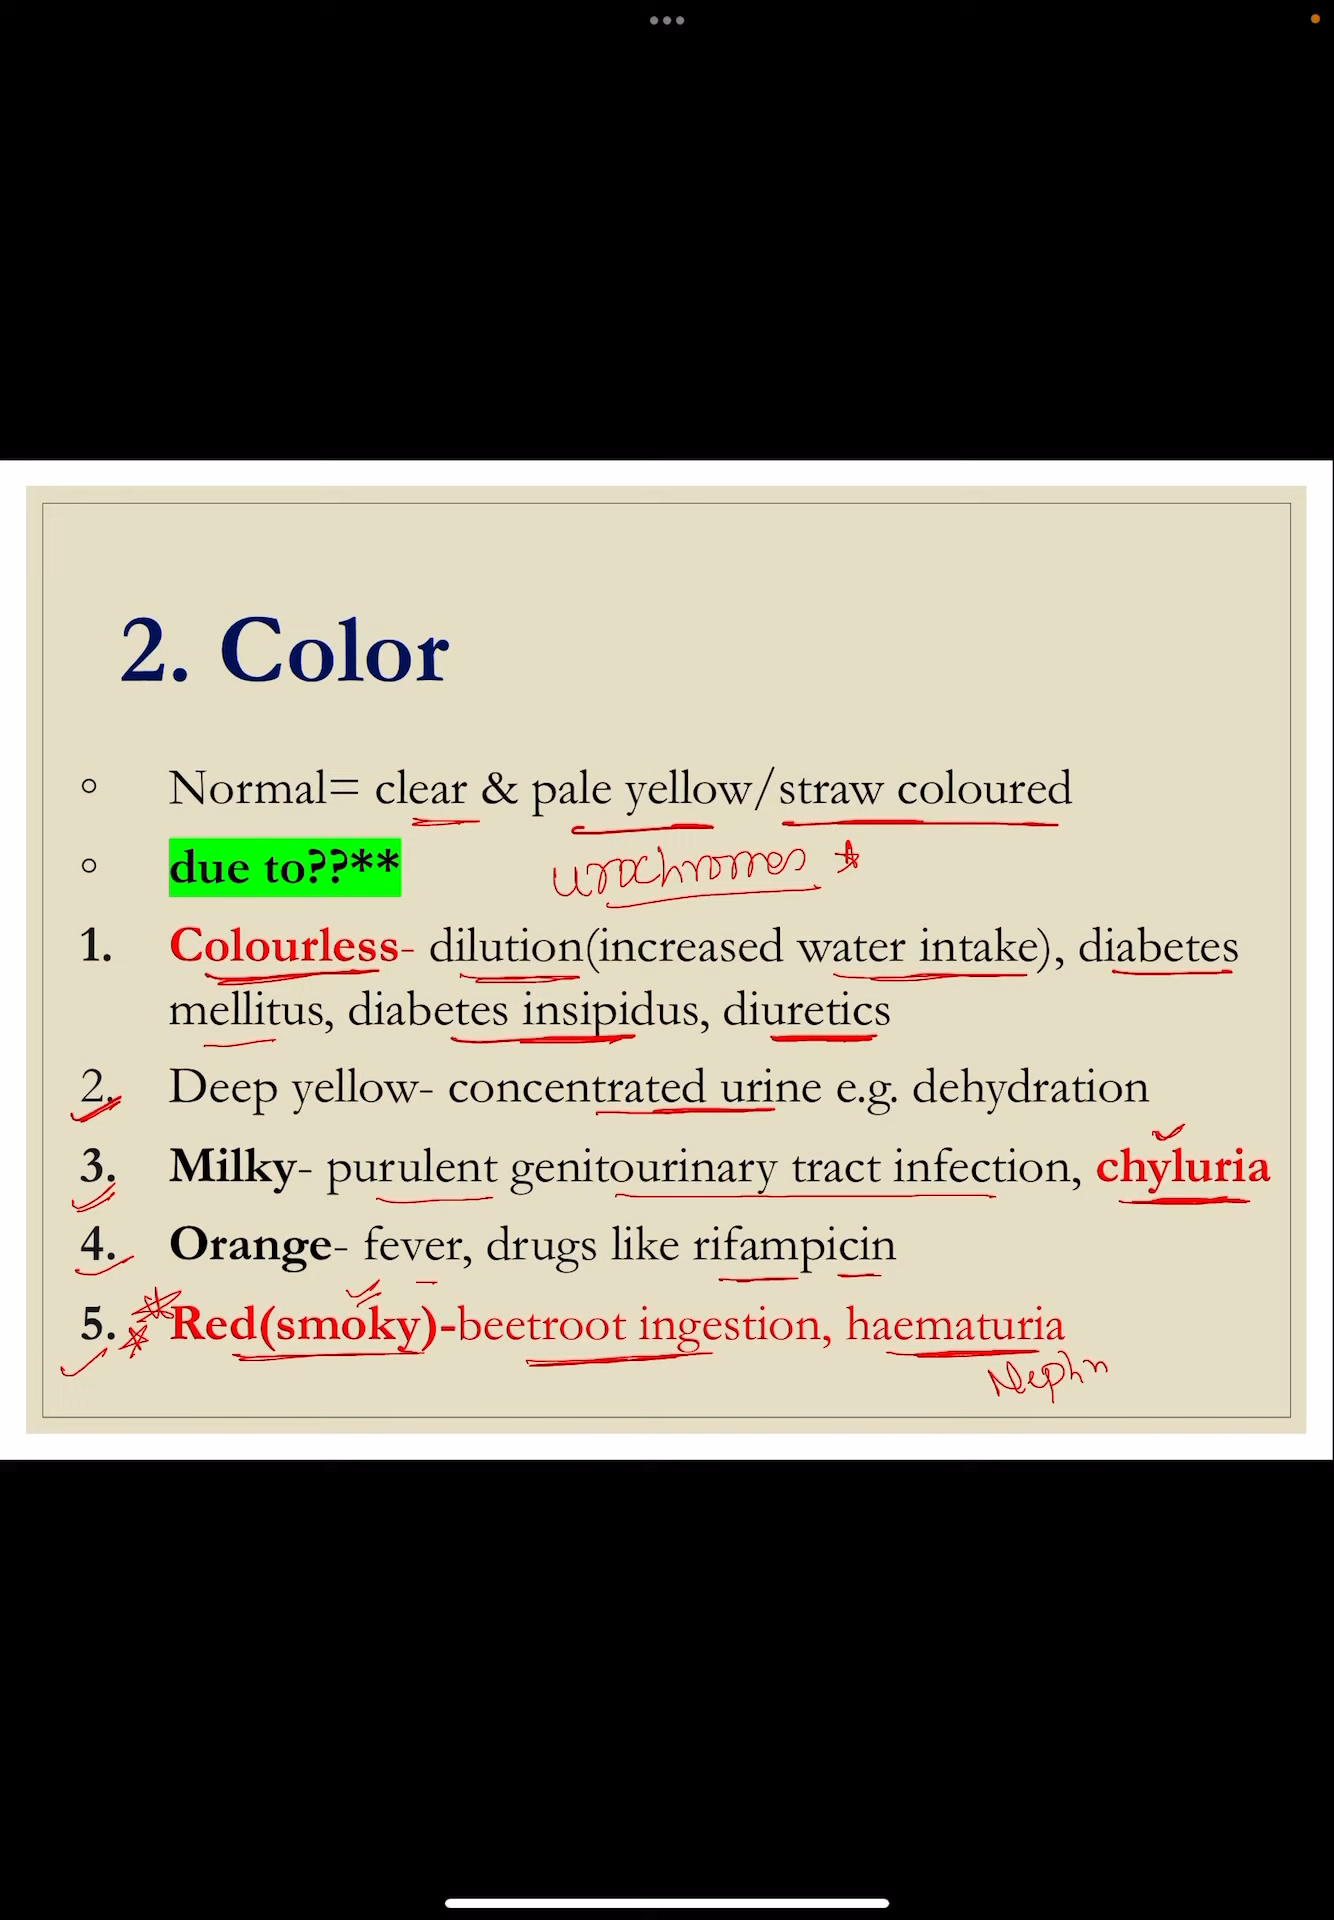 2. Color
Normal= clear & pale yellow/straw coloured
due to??** urochromes
1. Colourless- dilution(increased water intake), diabetes
mellitus, diabetes insipidus, diuretics
2. Deep yellow- concentrated urine e.g. dehydration
3. Milky- purulent genitourinary tract infection, chyluria
4. Orange- fever, drugs like rifampicin
5. Red(smoky)-beetroot ingestion, haematuria